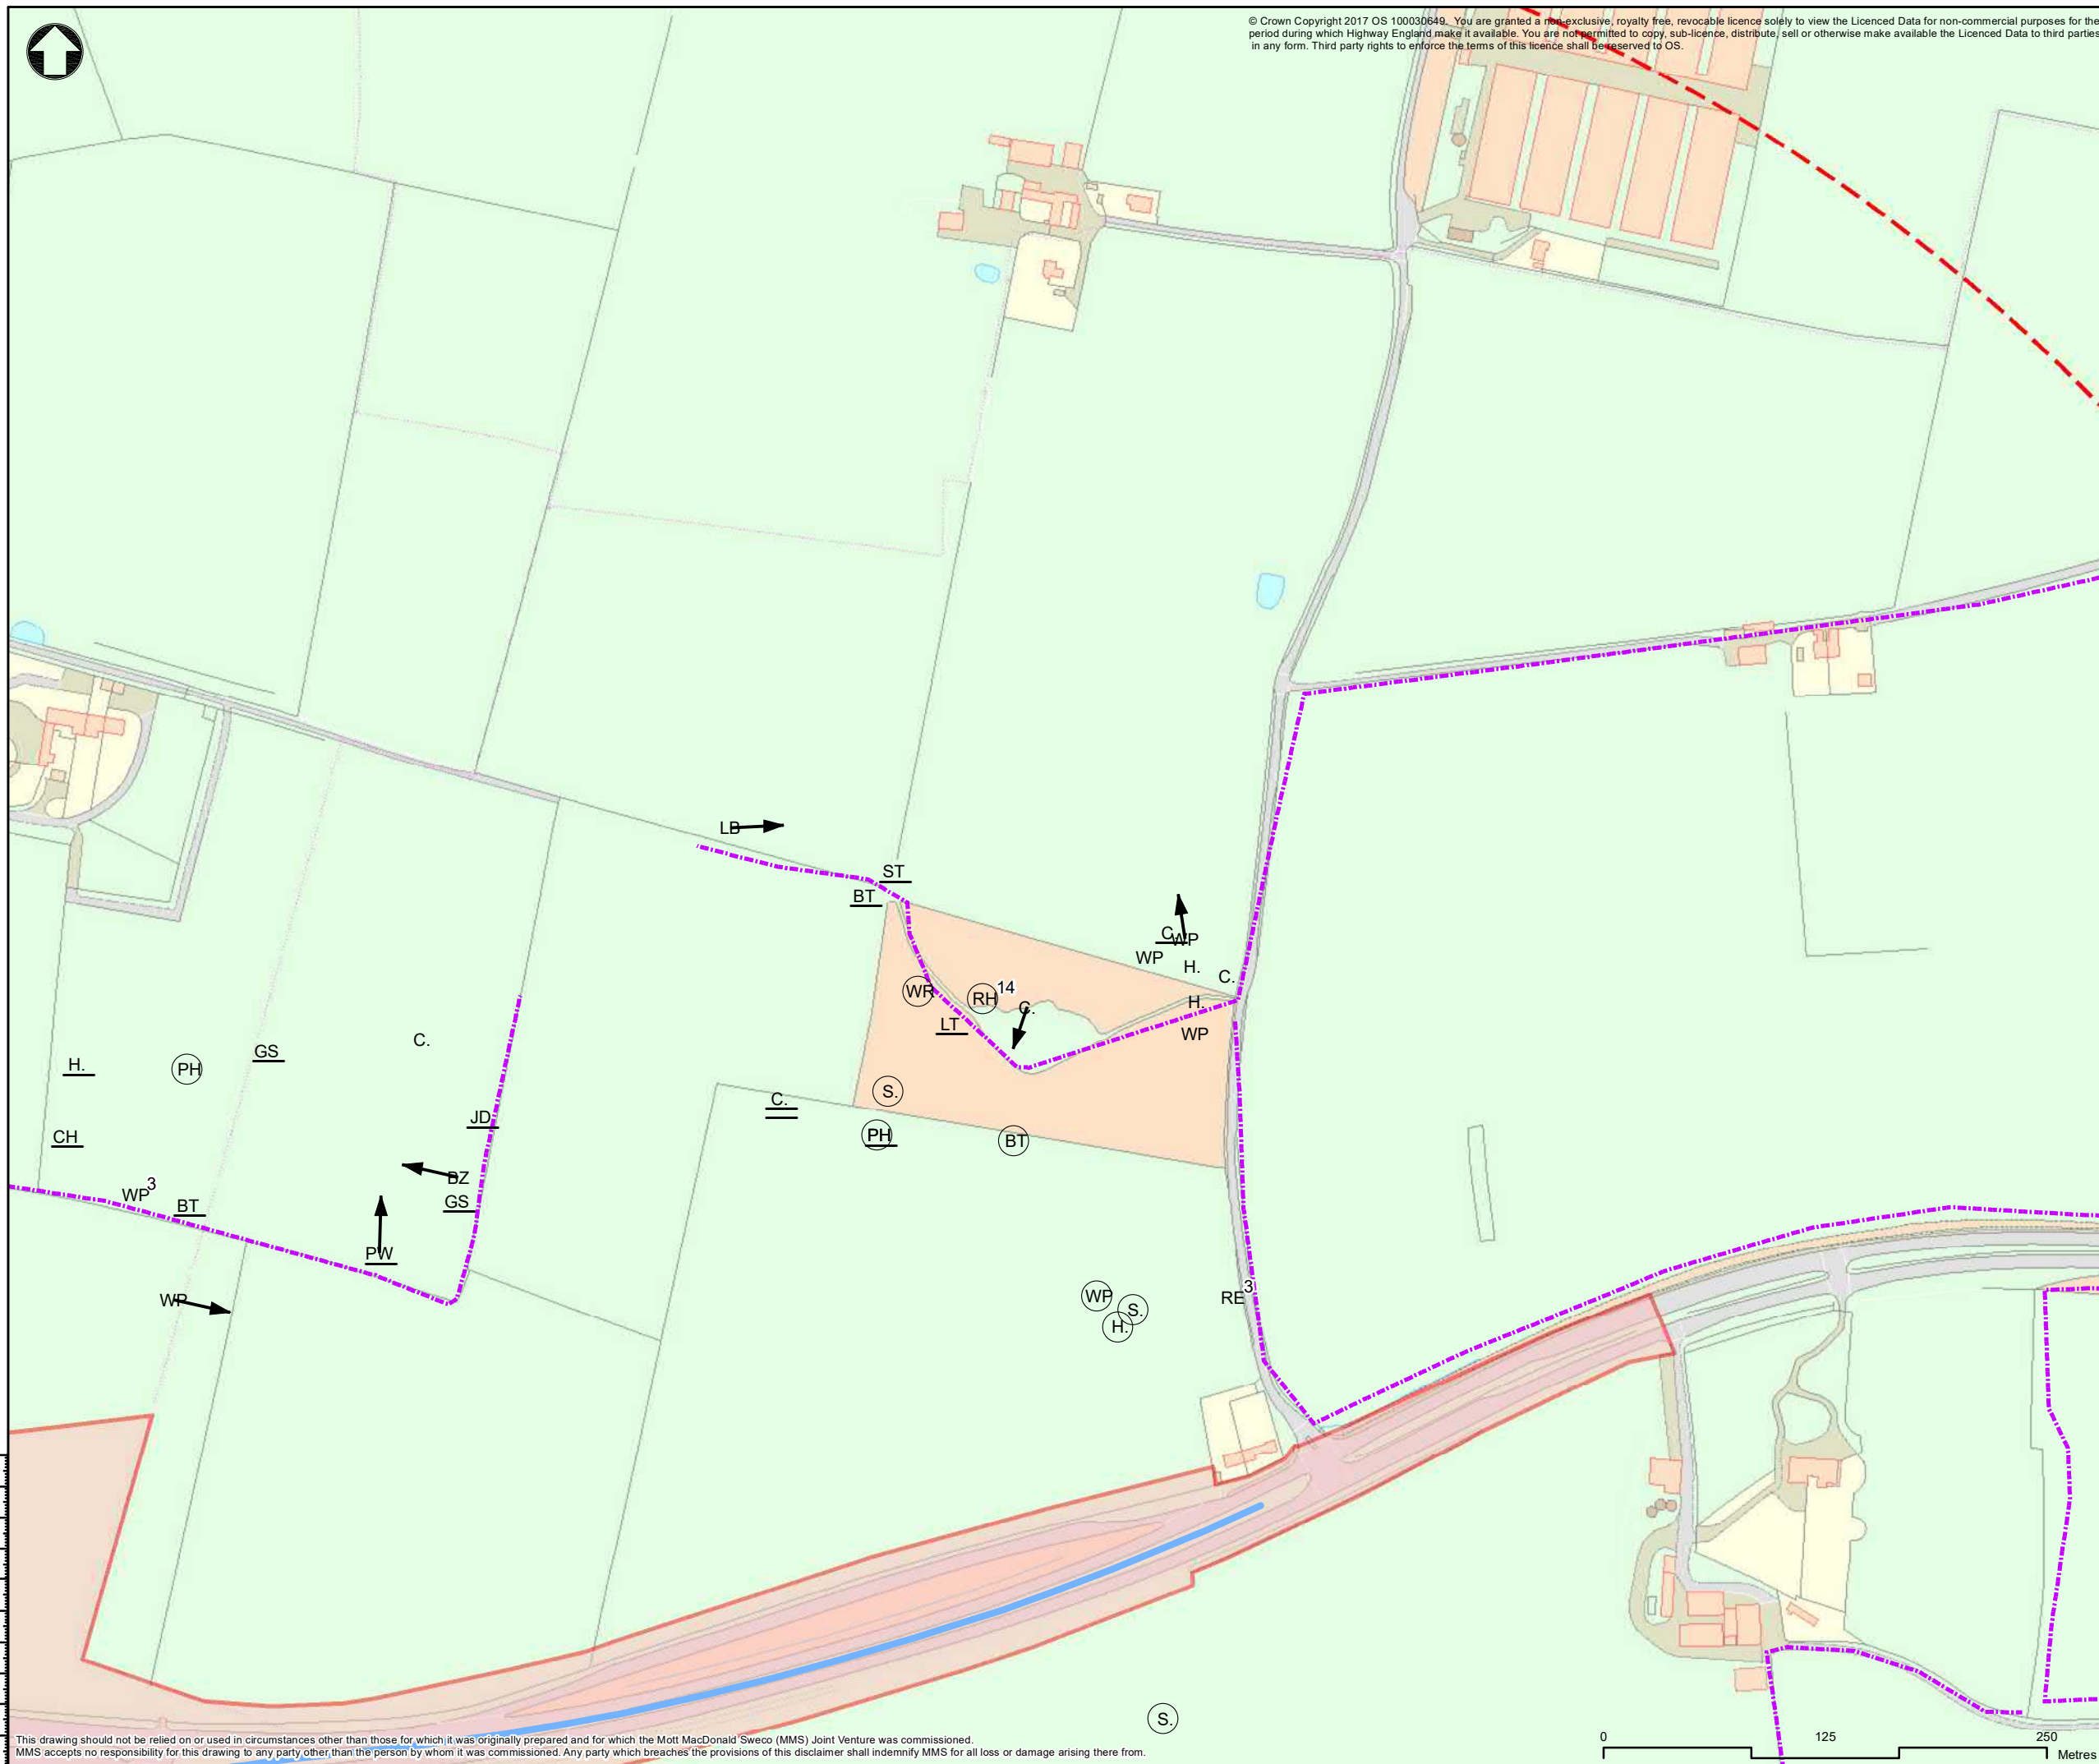 © Crown Copyright 2017 OS 100030649. You are granted a non-exclusive, royalty free, revocable licence solely to view the Licenced Data for non-commercial purposes for the
period during which Highway England make it available. You are not permitted to copy, sub-licence, distribute, sell or otherwise make available the Licenced Data to third parties
in any form. Third party rights to enforce the terms of this licence shall be reserved to OS.
LB
ST
BT
C.
WP
WP
H.
C.
WR
RH
14
C.
H.
LT
WP
C.
GS
H.
PH
S.
C.
JD
PH
BT
CH
BZ
WP
3
BT
GS
PW
WP
WP
RE
3
S.
H.
S.
0
125
250
Metres
This drawing should not be relied on or used in circumstances other than those for which it was originally prepared and for which the Mott MacDonald Sweco (MMS) Joint Venture was commissioned.
MMS accepts no responsibility for this drawing to any party other than the person by whom it was commissioned. Any party which breaches the provisions of this disclaimer shall indemnify MMS for all loss or damage arising there from.